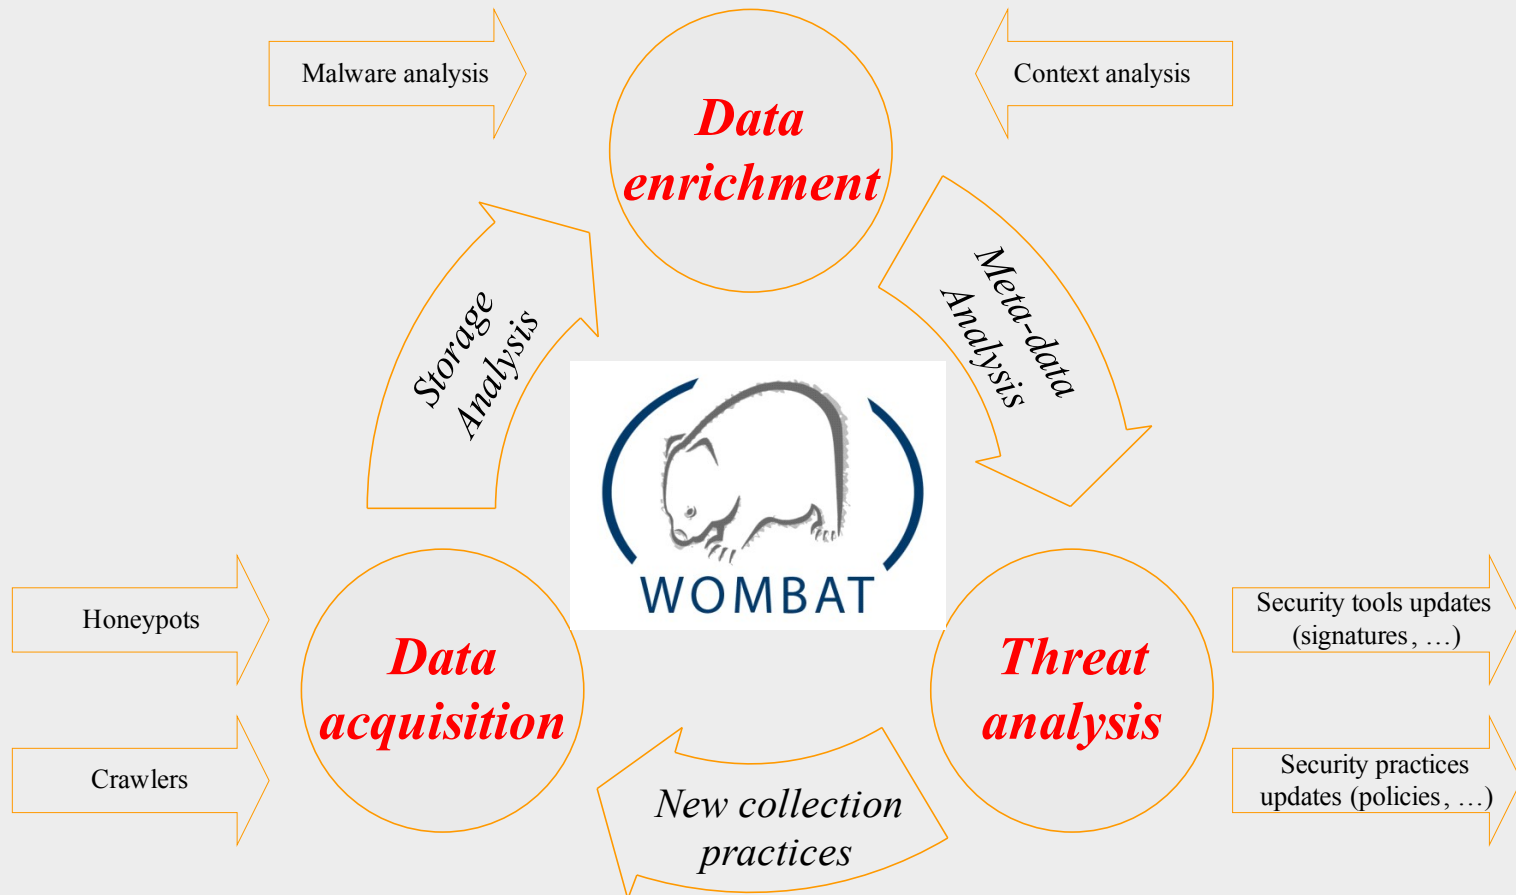 Malware analysis
Context analysis
Data
enrichment
Storage
Analysis
Meta-data
Analysis
WOMBAT
Honeypots
Crawlers
Data
acquisition
Threat
analysis
Security tools updates
(signatures, …)
Security practices
updates (policies, …)
New collection
practices